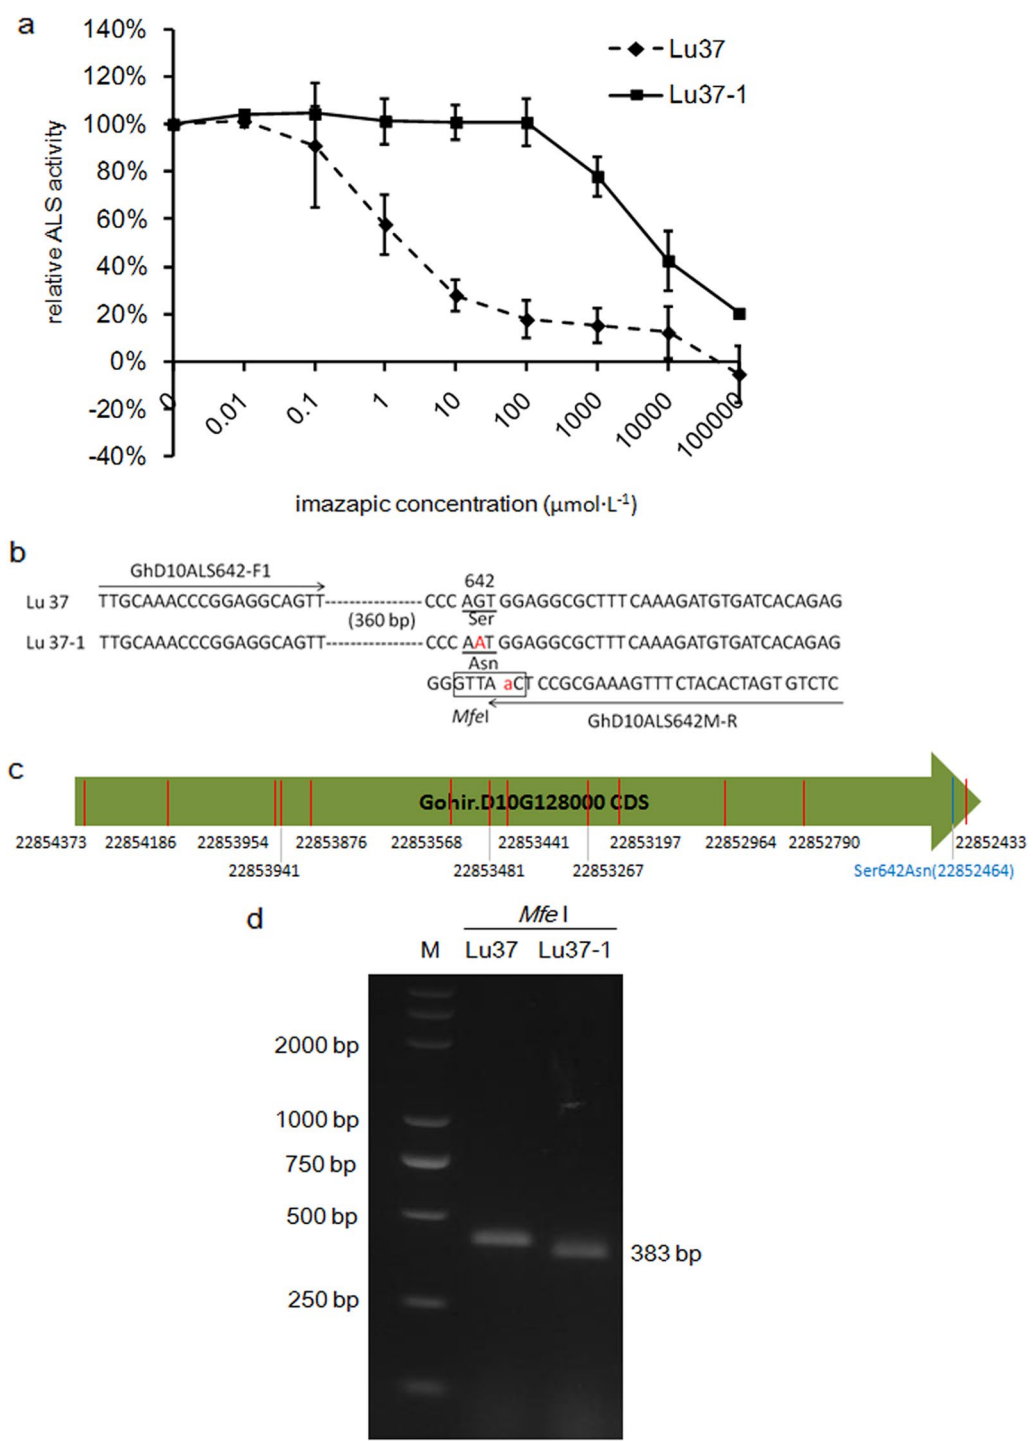 a
140%
120%
100%
80%
60%
40%
20%
0%
-20%
-40%
relative ALS activity
Lu37
Lu37-1
0
0.01
0.1
1
10
100
1000
10000
100000
imazapic concentration (μmol·L⁻¹)
b
GhD10ALS642-F1
642
Lu 37 TTGCAAACCCGGAGGCAGTT--------------CCC AGT GGAGGCGCTTT CAAAGATGTGATCACAGAG
(360 bp)
Ser
Lu 37-1 TTGCAAACCCGGAGGCAGTT--------------CCC AAT GGAGGCGCTTT CAAAGATGTGATCACAGAG
Asn
GGGTTA aCT CCGCGAAAGTTT CTACACTAGT GTCTC
MfeI
GhD10ALS642M-R
c
Gohir.D10G128000 CDS
22854373 22854186 22853954 22853876 22853568 22853441 22853197 22852964 22852790 22852433
22853941 22853481 22853267 Ser642Asn(22852464)
d
Mfe I
M Lu37 Lu37-1
2000 bp
1000 bp
750 bp
500 bp
383 bp
250 bp